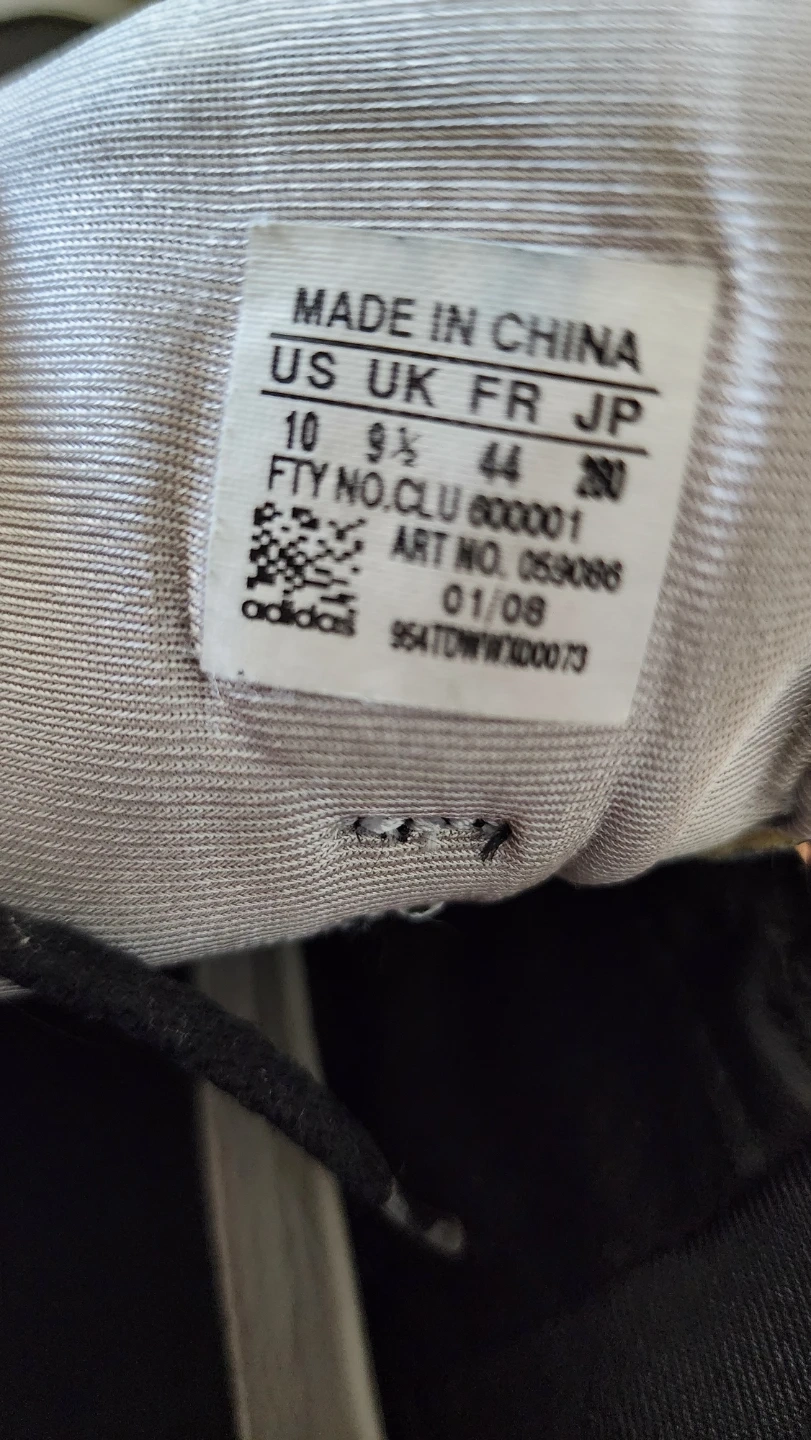 MADE IN CHINA
US UK FR JP
10 9½ 44 280
FTY NO.CLU 600001
ART NO. 059086
01/08
adidas
954TDWWX00073